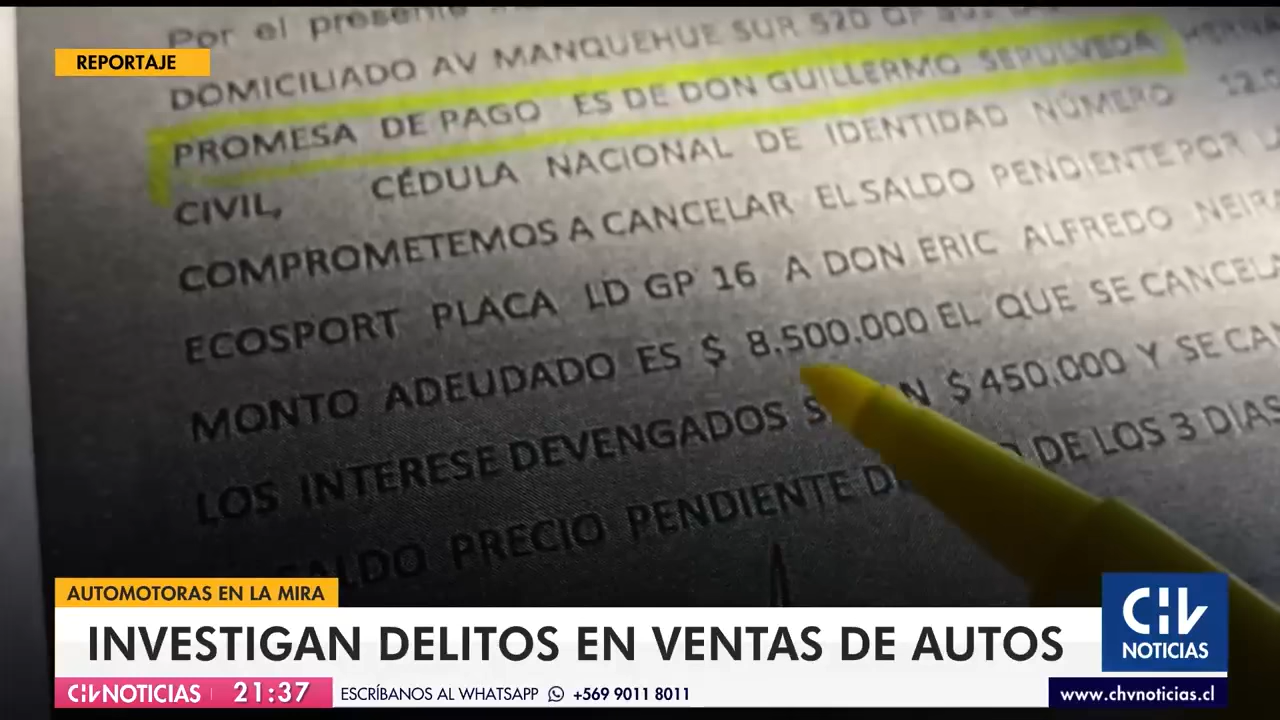 REPORTAJE
Por el presente
DOMICILIADO AV MANQUEHUE SUR 520 OF
PROMESA DE PAGO ES DE DON GUILLERMO SEPULVEDA
CIVIL, CÉDULA NACIONAL DE IDENTIDAD NÚMERO 12.
COMPROMETEMOS A CANCELAR EL SALDO PENDIENTE POR
ECOSPORT PLACA LD GP 16 A DON ERIC ALFREDO NEIRA
MONTO ADEUDADO ES $ 8.500.000 EL QUE SE CANCELA
LOS INTERESE DEVENGADOS $ 450.000 Y SE
SALDO PRECIO PENDIENTE DE LOS 3 DIAS
AUTOMOTORAS EN LA MIRA
INVESTIGAN DELITOS EN VENTAS DE AUTOS
CHV NOTICIAS
CHVNOTICIAS 21:37 ESCRÍBANOS AL WHATSAPP +569 9011 8011
www.chvnoticias.cl